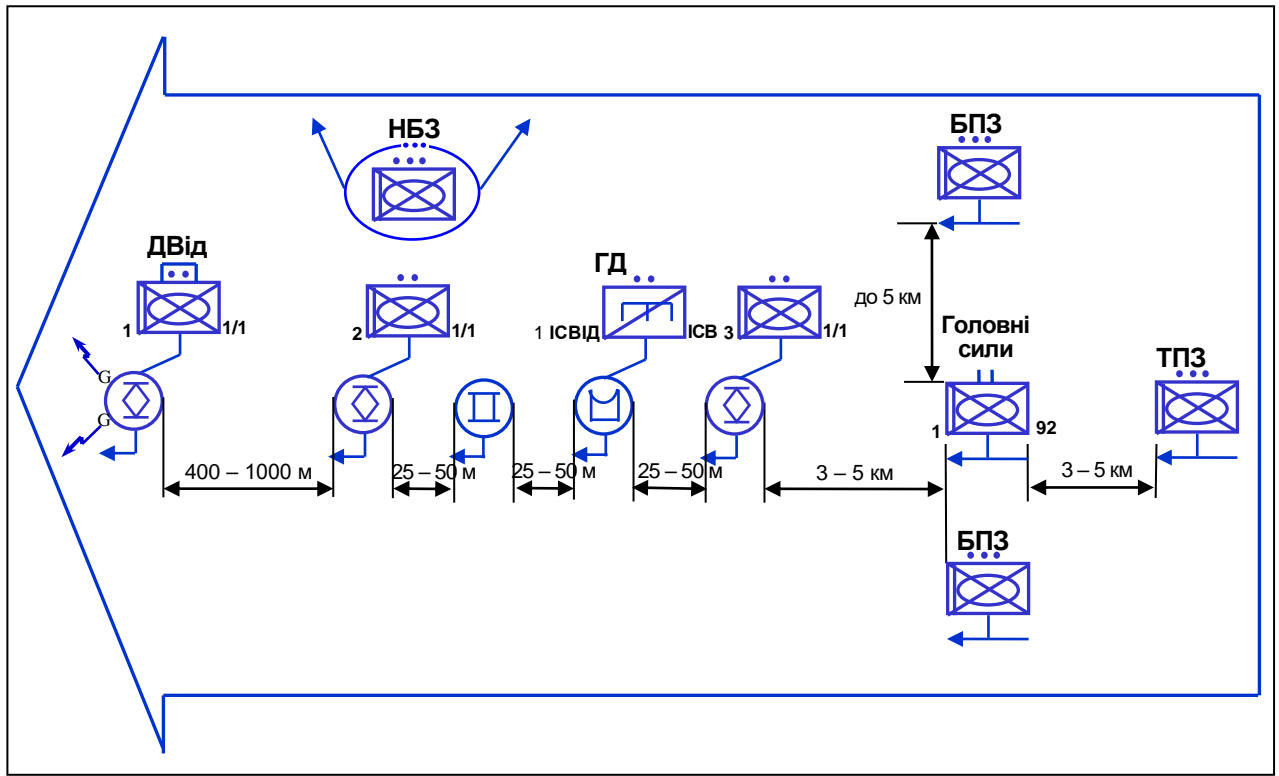 НБЗ
БПЗ
ДВід
1
1/1
2
1/1
ГД
1 ІСВІД
ІСВ
3
1/1
до 5 км
Головні
сили
1
92
ТПЗ
G
G
400 – 1000 м
25 – 50 м
25 – 50 м
25 – 50 м
3 – 5 км
3 – 5 км
БПЗ